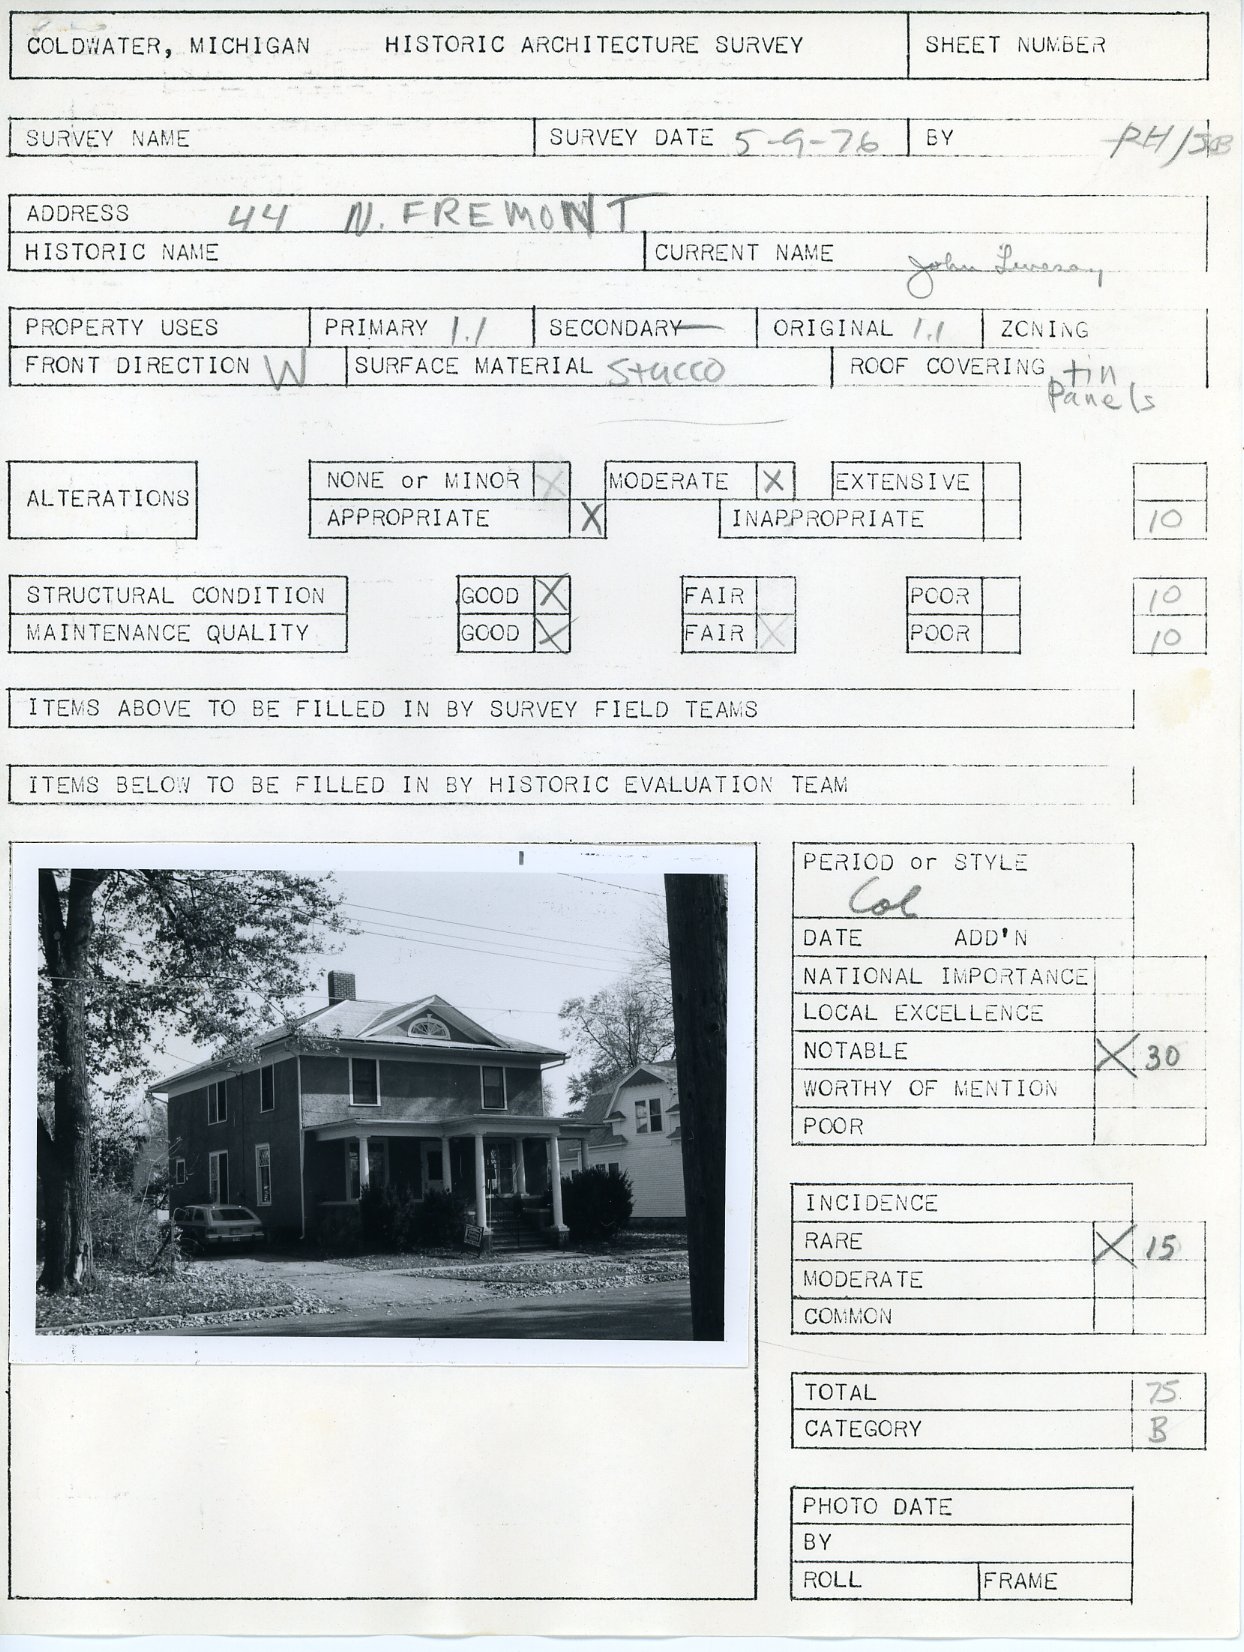 COLDWATER, MICHIGAN HISTORIC ARCHITECTURE SURVEY SHEET NUMBER
SURVEY NAME SURVEY DATE 5-9-76 BY RH/SB
ADDRESS 44 N. FREMONT
HISTORIC NAME CURRENT NAME John
PROPERTY USES PRIMARY 1.1 SECONDARY — ORIGINAL 1.1 ZONING
FRONT DIRECTION W SURFACE MATERIAL Stucco ROOF COVERING tin
Panels
NONE or MINOR X MODERATE X EXTENSIVE
ALTERATIONS
APPROPRIATE X INAPPROPRIATE 10
STRUCTURAL CONDITION GOOD X FAIR POOR 10
MAINTENANCE QUALITY GOOD X FAIR X POOR 10
ITEMS ABOVE TO BE FILLED IN BY SURVEY FIELD TEAMS
ITEMS BELOW TO BE FILLED IN BY HISTORIC EVALUATION TEAM
PERIOD or STYLE
Col
DATE ADD'N
NATIONAL IMPORTANCE
LOCAL EXCELLENCE
NOTABLE X 30
WORTHY OF MENTION
POOR
INCIDENCE
RARE X 15
MODERATE
COMMON
TOTAL 75
CATEGORY B
PHOTO DATE
BY
ROLL FRAME